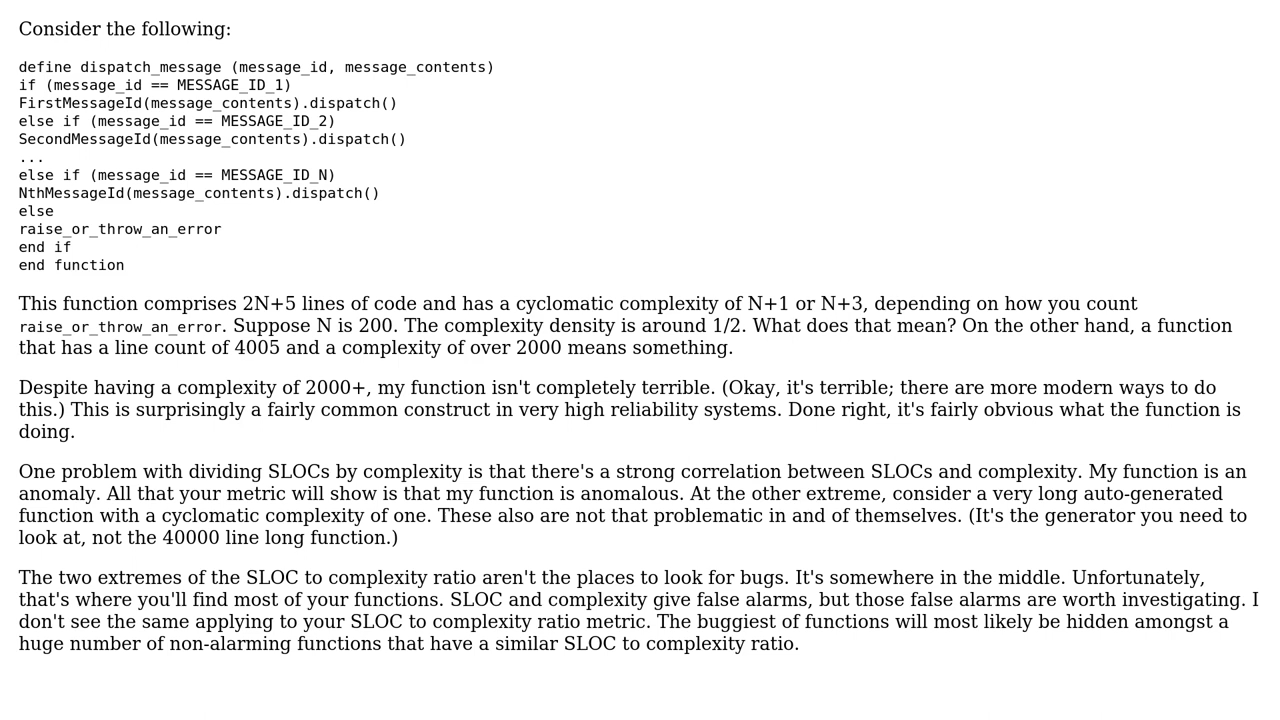 Consider the following:
define dispatch_message (message_id, message_contents)
if (message_id == MESSAGE_ID_1)
FirstMessageId(message_contents).dispatch()
else if (message_id == MESSAGE_ID_2)
SecondMessageId(message_contents).dispatch()
...
else if (message_id == MESSAGE_ID_N)
NthMessageId(message_contents).dispatch()
else
raise_or_throw_an_error
end if
end function
This function comprises 2N+5 lines of code and has a cyclomatic complexity of N+1 or N+3, depending on how you count
raise_or_throw_an_error. Suppose N is 200. The complexity density is around 1/2. What does that mean? On the other hand, a function
that has a line count of 4005 and a complexity of over 2000 means something.
Despite having a complexity of 2000+, my function isn't completely terrible. (Okay, it's terrible; there are more modern ways to do
this.) This is surprisingly a fairly common construct in very high reliability systems. Done right, it's fairly obvious what the function is
doing.
One problem with dividing SLOCs by complexity is that there's a strong correlation between SLOCs and complexity. My function is an
anomaly. All that your metric will show is that my function is anomalous. At the other extreme, consider a very long auto-generated
function with a cyclomatic complexity of one. These also are not that problematic in and of themselves. (It's the generator you need to
look at, not the 40000 line long function.)
The two extremes of the SLOC to complexity ratio aren't the places to look for bugs. It's somewhere in the middle. Unfortunately,
that's where you'll find most of your functions. SLOC and complexity give false alarms, but those false alarms are worth investigating. I
don't see the same applying to your SLOC to complexity ratio metric. The buggiest of functions will most likely be hidden amongst a
huge number of non-alarming functions that have a similar SLOC to complexity ratio.